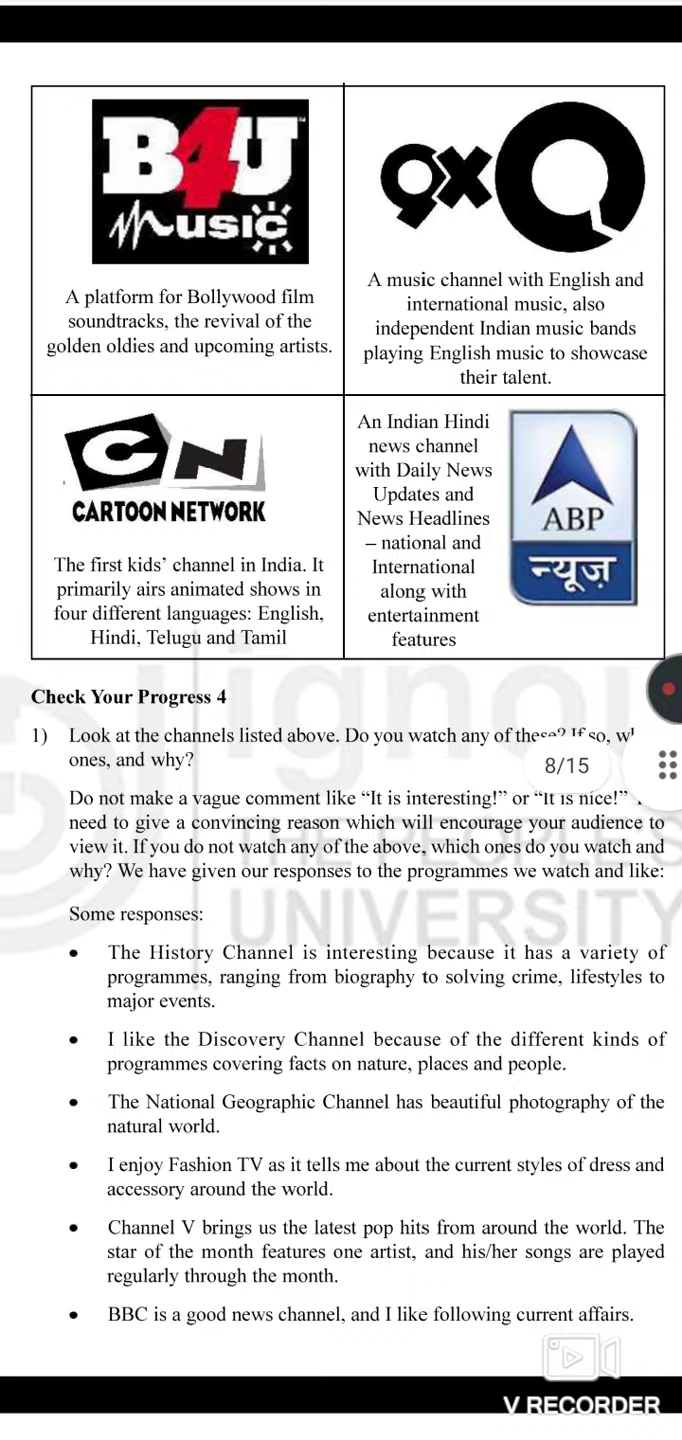 B4U
Music
A platform for Bollywood film
soundtracks, the revival of the
golden oldies and upcoming artists.
9x
A music channel with English and
international music, also
independent Indian music bands
playing English music to showcase
their talent.
CN
CARTOON NETWORK
The first kids’ channel in India. It
primarily airs animated shows in
four different languages: English,
Hindi, Telugu and Tamil
An Indian Hindi
news channel
with Daily News
Updates and
News Headlines
– national and
International
along with
entertainment
features
ABP
न्यूज़
ignou
THE PEOPLE'S
UNIVERSITY
Check Your Progress 4
1) Look at the channels listed above. Do you watch any of these? If so,
ones, and why?
8/15
Do not make a vague comment like “It is interesting!” or “It is nice!”
need to give a convincing reason which will encourage your audience to
view it. If you do not watch any of the above, which ones do you watch and
why? We have given our responses to the programmes we watch and like:
Some responses:
• The History Channel is interesting because it has a variety of
programmes, ranging from biography to solving crime, lifestyles to
major events.
• I like the Discovery Channel because of the different kinds of
programmes covering facts on nature, places and people.
• The National Geographic Channel has beautiful photography of the
natural world.
• I enjoy Fashion TV as it tells me about the current styles of dress and
accessory around the world.
• Channel V brings us the latest pop hits from around the world. The
star of the month features one artist, and his/her songs are played
regularly through the month.
• BBC is a good news channel, and I like following current affairs.
V RECORDER